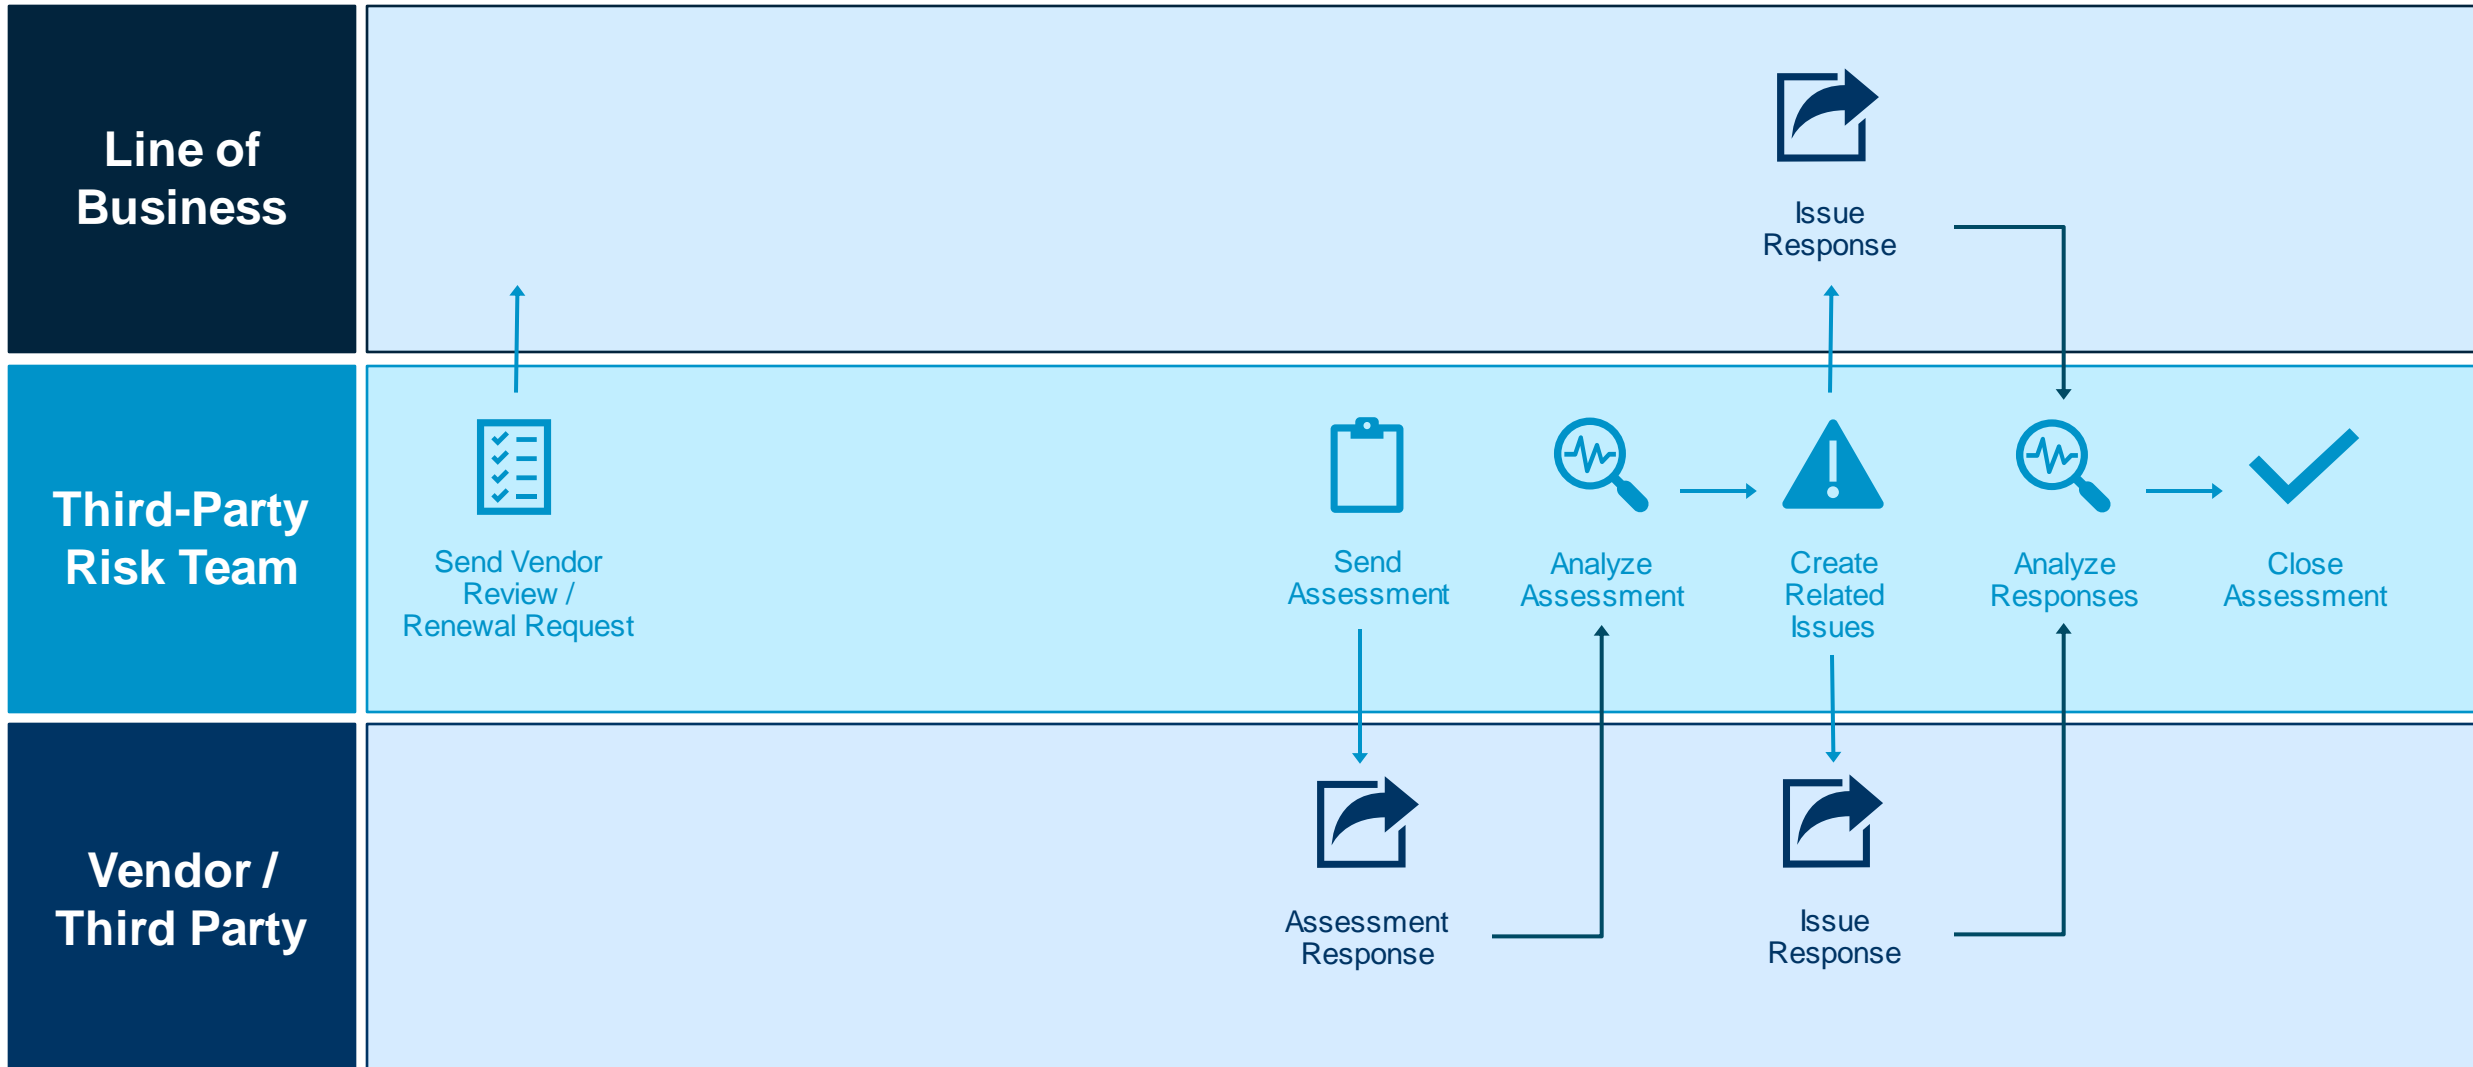 Line of
Business
Issue
Response
Third-Party
Risk Team
Send Vendor
Review /
Renewal Request
Send
Assessment
Analyze
Assessment
Create
Related
Issues
Analyze
Responses
Close
Assessment
Vendor /
Third Party
Assessment
Response
Issue
Response